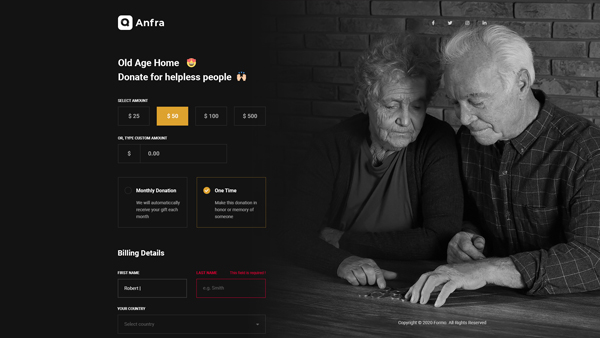 Anfra
Old Age Home 😍
Donate for helpless people 🙌🏻
SELECT AMOUNT
$ 25
$ 50
$ 100
$ 500
OR, TYPE CUSTOM AMOUNT
$ 0.00
Monthly Donation
We will automatically
receive your gift each
month
One Time
Make this donation in
honor or memory of
someone
Billing Details
FIRST NAME
Robert
LAST NAME
This field is required
e.g. Smith
YOUR COUNTRY
Select country
Copyright © 2020 Furmo. All Rights Reserved